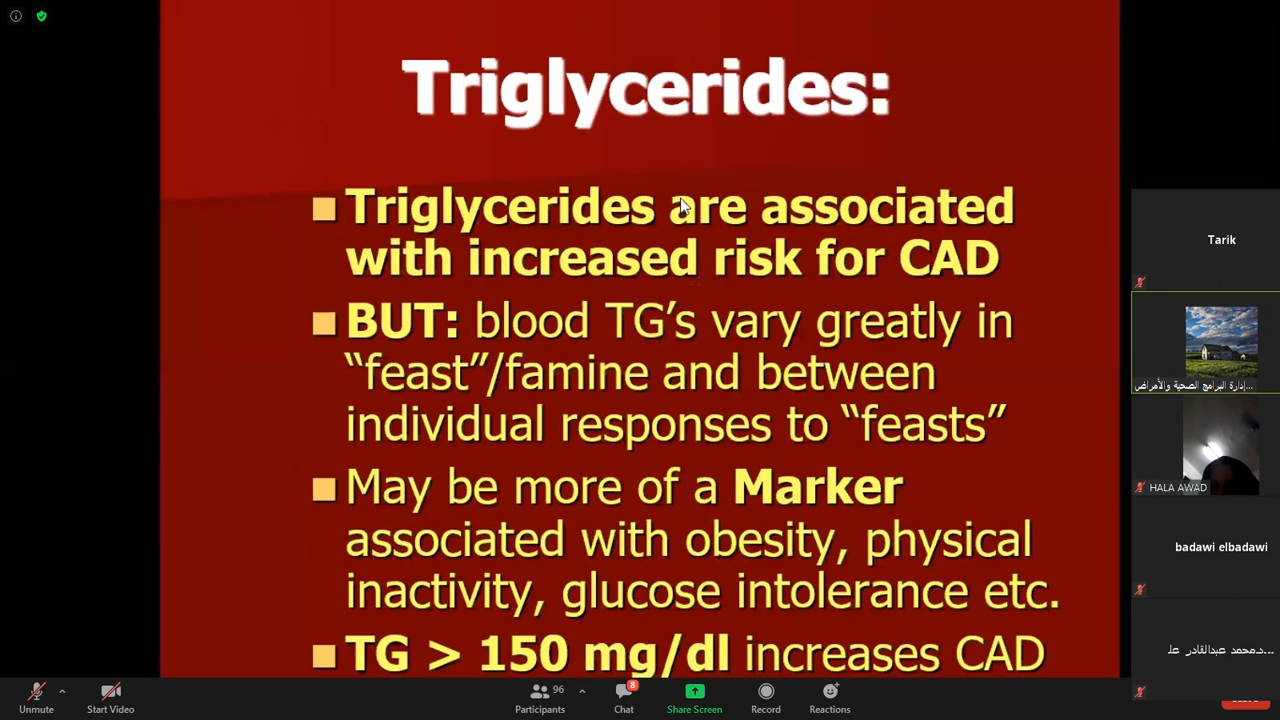 Triglycerides:
Triglycerides are associated
with increased risk for CAD
BUT: blood TG’s vary greatly in
“feast”/famine and between
individual responses to “feasts”
May be more of a Marker
associated with obesity, physical
inactivity, glucose intolerance etc.
TG > 150 mg/dl increases CAD
Tarik
إدارة البرامج الصحية والأمراض...
HALA AWAD
badawi elbadawi
د.محمد عبدالقادر علـ...
Unmute
Start Video
96
Participants
8
Chat
Share Screen
Record
Reactions